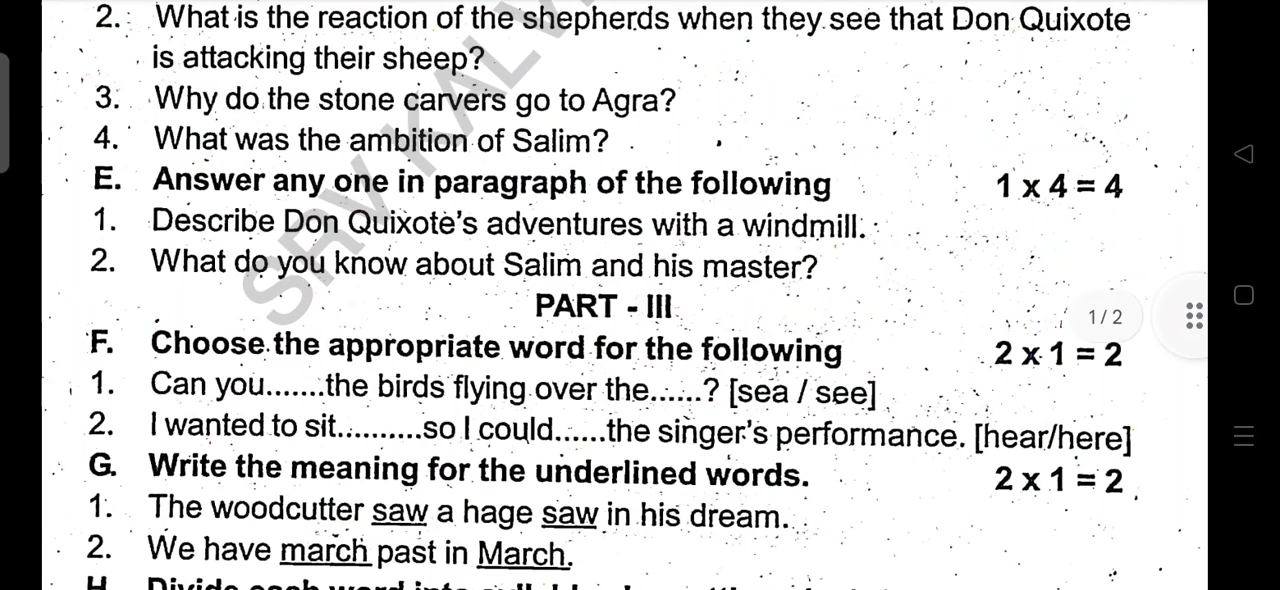 2. What is the reaction of the shepherds when they see that Don Quixote
is attacking their sheep?
3. Why do the stone carvers go to Agra?
4. What was the ambition of Salim?
E. Answer any one in paragraph of the following 1 x 4 = 4
1. Describe Don Quixote's adventures with a windmill.
2. What do you know about Salim and his master?
PART - III
1/2
F. Choose the appropriate word for the following 2 x 1 = 2
1. Can you.......the birds flying over the......? [sea / see]
2. I wanted to sit..........so I could......the singer's performance. [hear/here]
G. Write the meaning for the underlined words. 2 x 1 = 2
1. The woodcutter saw a hage saw in his dream.
2. We have march past in March.
SRV KALVI